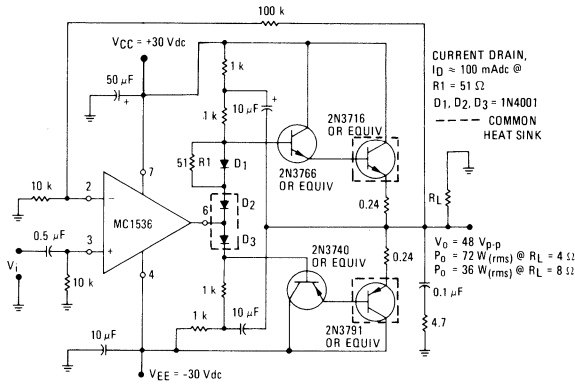 100 k
VCC = +30 Vdc
50 μF
+
1 k
1 k
10 μF
+
CURRENT DRAIN,
ID ≈ 100 mAdc @
R1 = 51 Ω
D1, D2, D3 = 1N4001
COMMON
HEAT SINK
2N3716
OR EQUIV
51
R1
D1
2N3766
OR EQUIV
RL
7
10 k
2
−
MC1536
6
D2
D3
0.24
0.5 μF
3
+
Vi
10 k
4
2N3740
OR EQUIV
0.24
Vo = 48 Vp-p
Po = 72 W(rms) @ RL = 4 Ω
Po = 36 W(rms) @ RL = 8 Ω
0.1 μF
1 k
1 k
10 μF
+
2N3791
OR EQUIV
4.7
10 μF
VEE = -30 Vdc